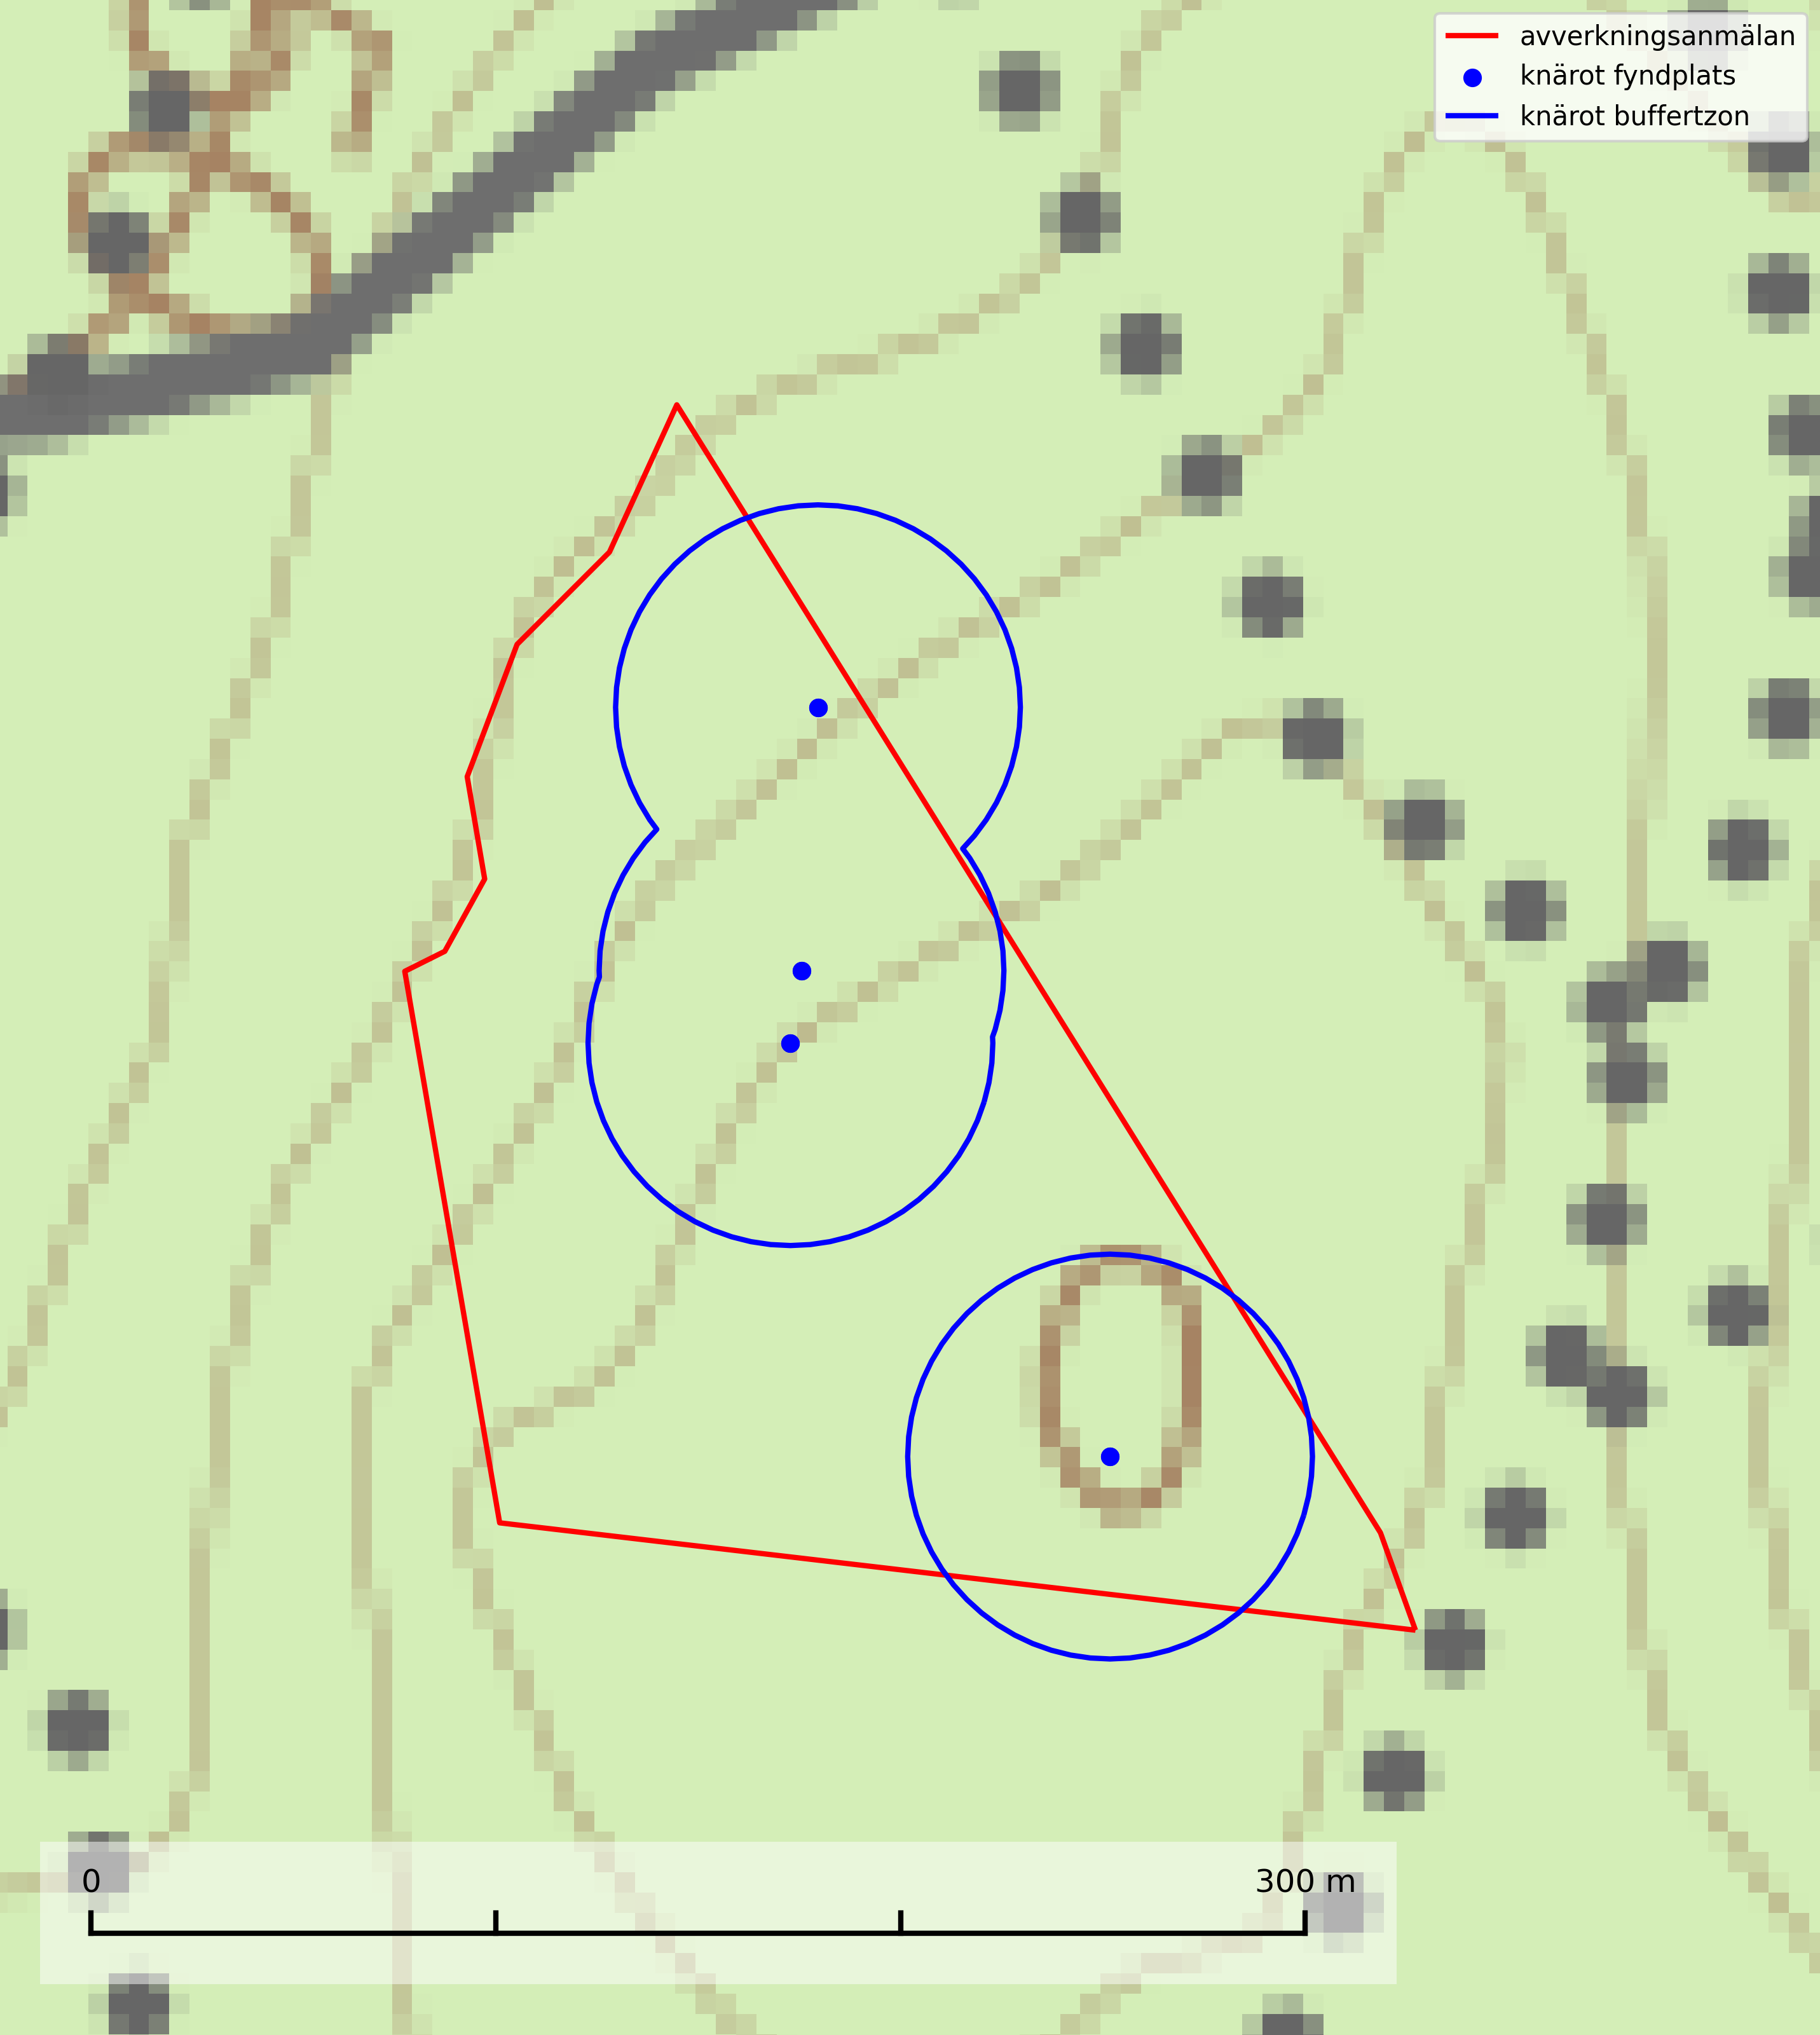 avverkningsanmälan
knärot fyndplats
knärot buffertzon
0
300 m